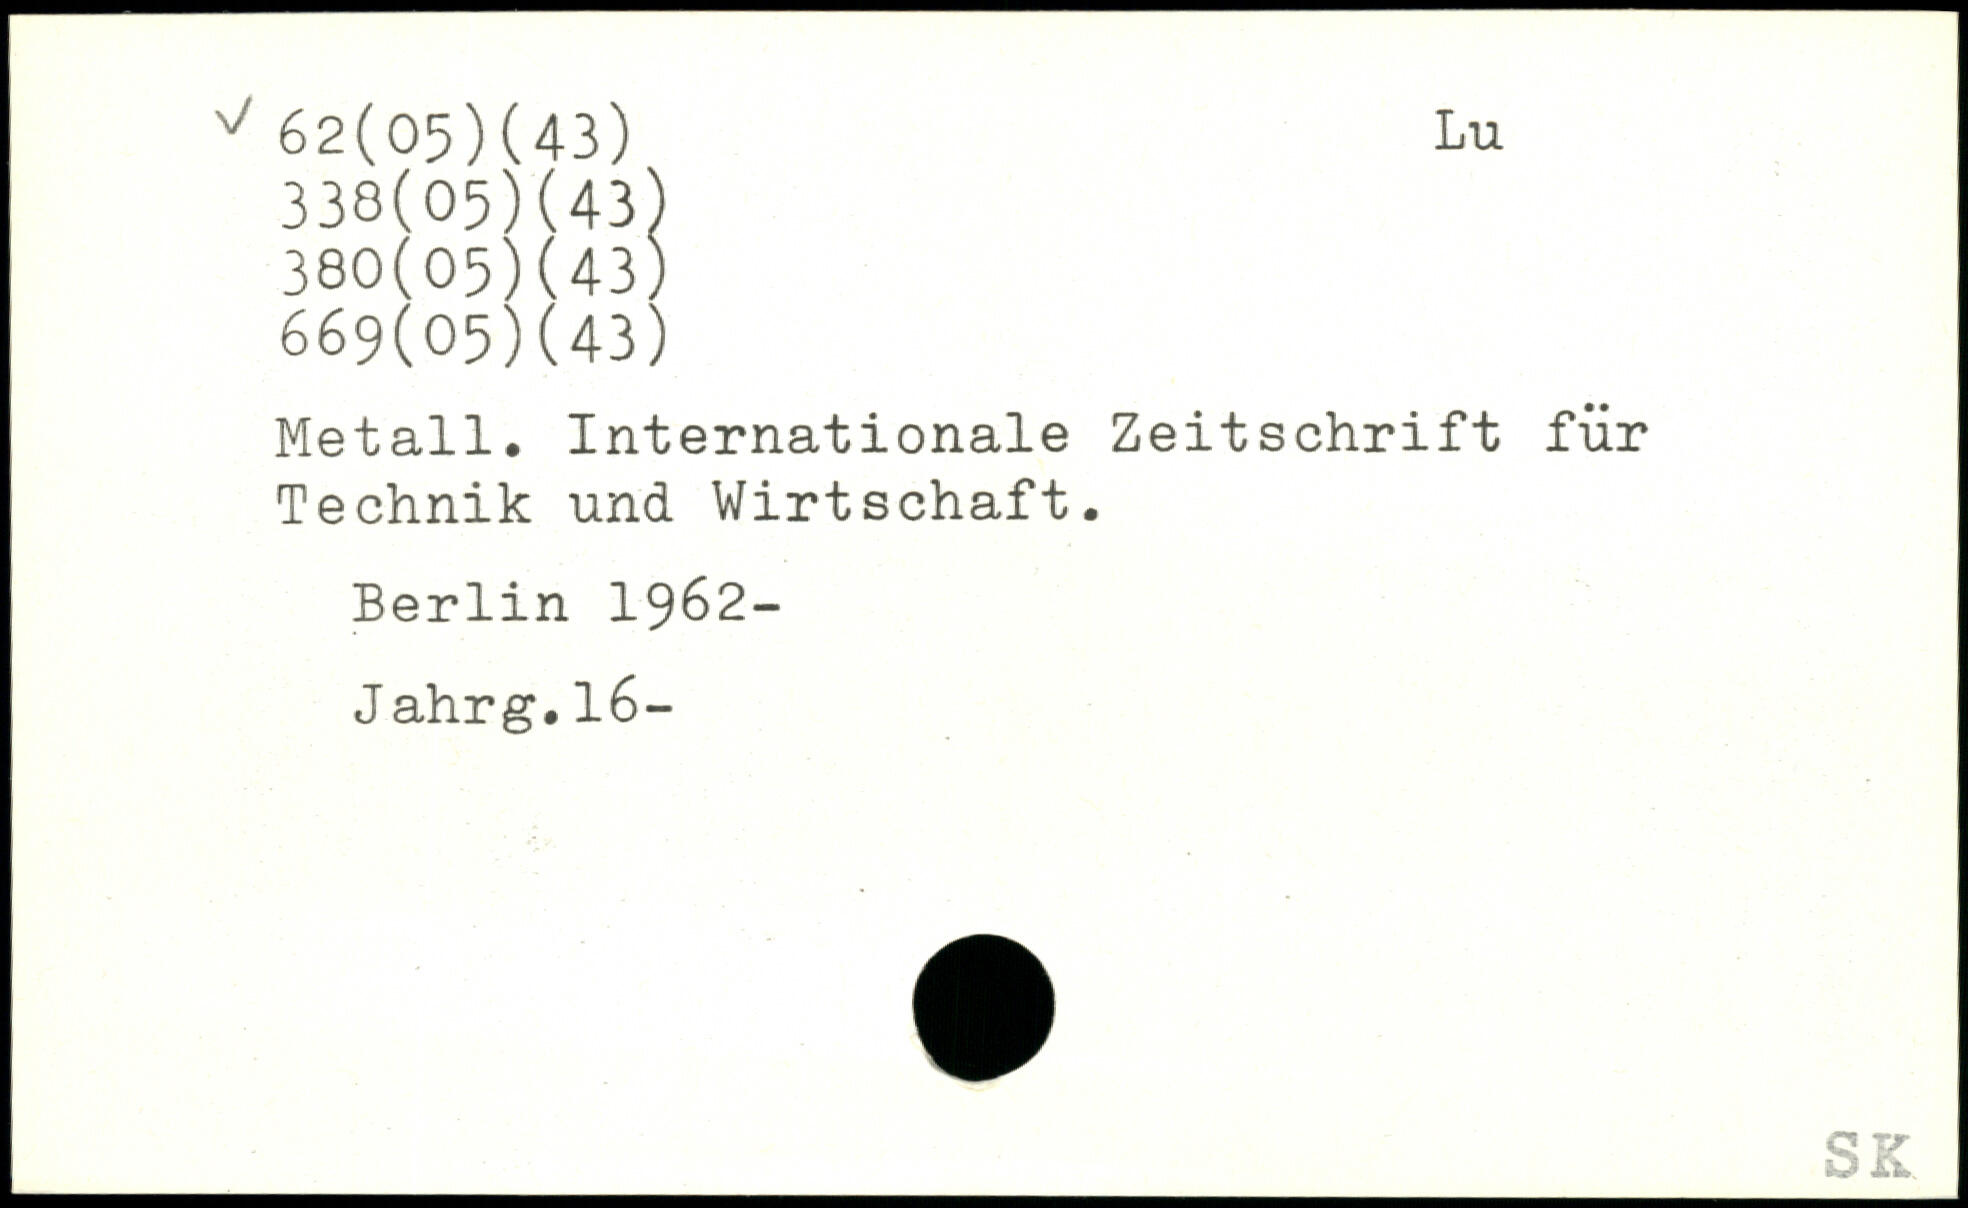 ✓ 62(05)(43) Lu
338(05)(43)
380(05)(43)
669(05)(43)
Metall. Internationale Zeitschrift für
Technik und Wirtschaft.
Berlin 1962-
Jahrg.16-
SK